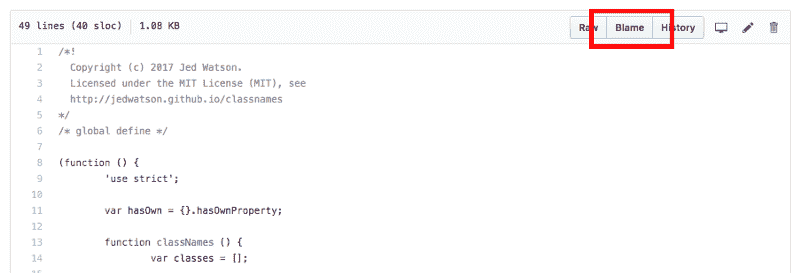 49 lines (40 sloc) 1.08 KB Raw Blame History
1 /*!
2 Copyright (c) 2017 Jed Watson.
3 Licensed under the MIT License (MIT), see
4 http://jedwatson.github.io/classnames
5 */
6 /* global define */
7
8 (function () {
9 'use strict';
10
11 var hasOwn = {}.hasOwnProperty;
12
13 function classNames () {
14 var classes = [];